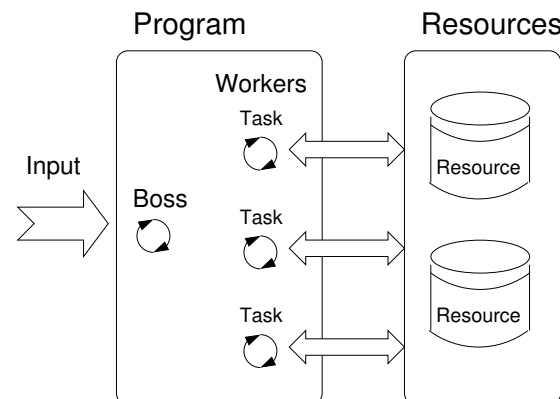 Program
Resources
Workers
Task
Resource
Input
Boss
Task
Task
Resource